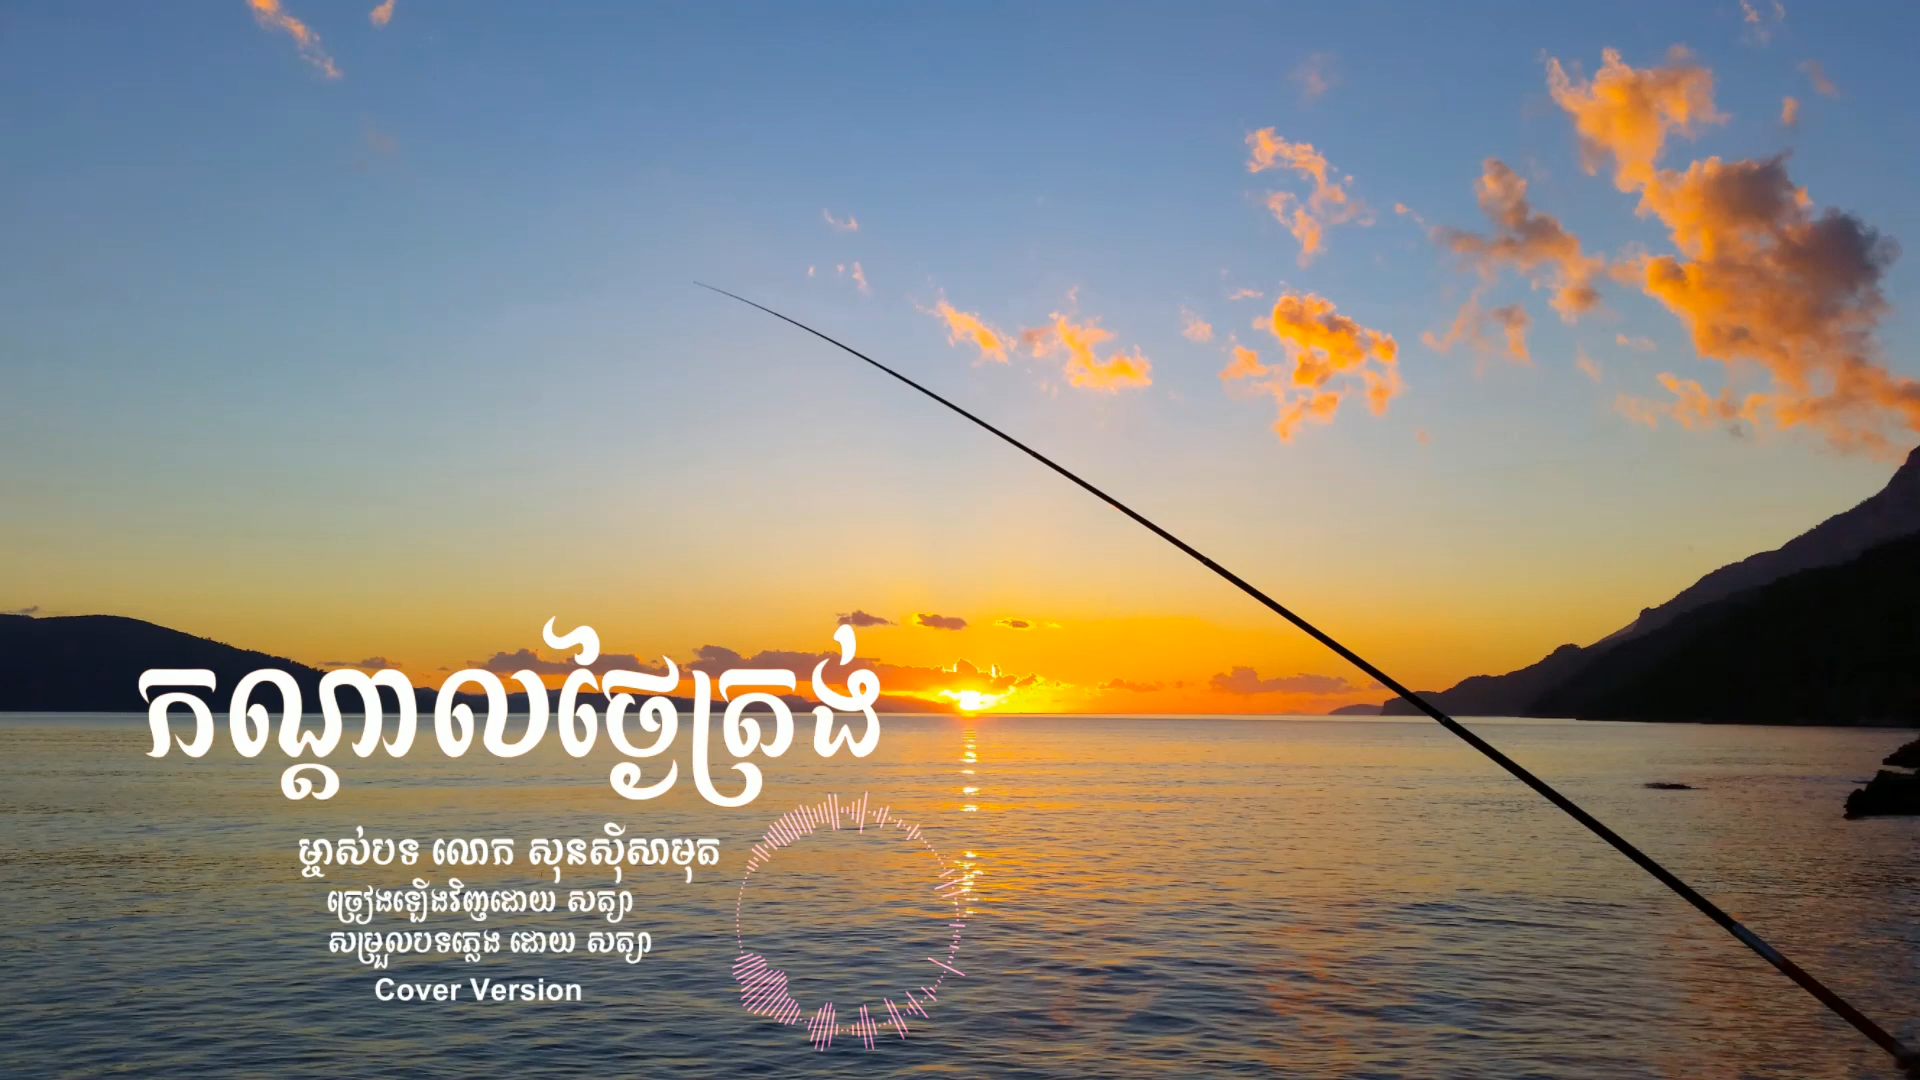 កណ្ដាលថ្ងៃត្រង់
ម្ចាស់បទ លោក សុនស៊ីសាមុត
ច្រៀងឡើងវិញដោយ សត្យា
សម្រួលបទភ្លេង ដោយ សត្យា
Cover Version